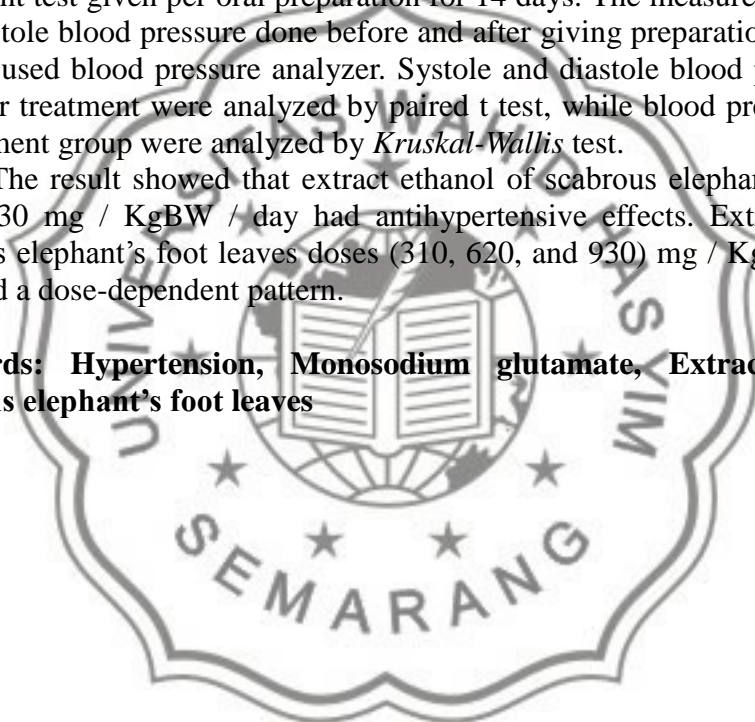 nt test given per oral preparation for 14 days. The measure
stole blood pressure done before and after giving preparatio
used blood pressure analyzer. Systole and diastole blood p
r treatment were analyzed by paired t test, while blood pre
ment group were analyzed by Kruskal-Wallis test.
The result showed that extract ethanol of scabrous elephan
30 mg / KgBW / day had antihypertensive effects. Ext
s elephant's foot leaves doses (310, 620, and 930) mg / Kg
d a dose-dependent pattern.
rds: Hypertension, Monosodium glutamate, Extrac
is elephant's foot leaves
UNIVERSITAS WAHID HASYIM
SEMARANG